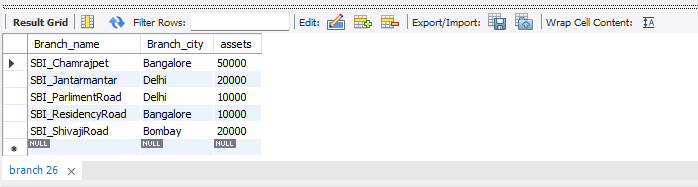 Result Grid Filter Rows: Edit: Export/Import: Wrap Cell Content: IA
Branch_name Branch_city assets
SBI_Chamrajpet Bangalore 50000
SBI_Jantarmantar Delhi 20000
SBI_ParlimentRoad Delhi 10000
SBI_ResidencyRoad Bangalore 10000
SBI_ShivajiRoad Bombay 20000
NULL NULL NULL
branch 26